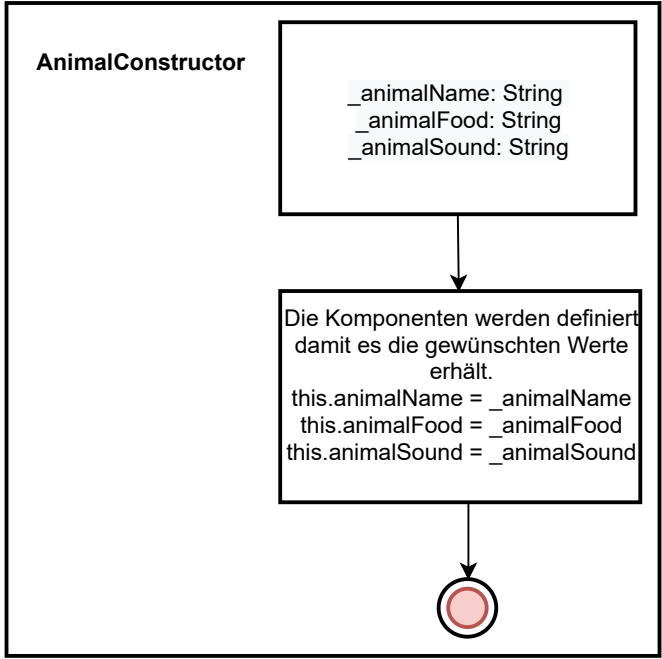 AnimalConstructor
_animalName: String
_animalFood: String
_animalSound: String
Die Komponenten werden definiert
damit es die gewünschten Werte
erhält.
this.animalName = _animalName
this.animalFood = _animalFood
this.animalSound = _animalSound